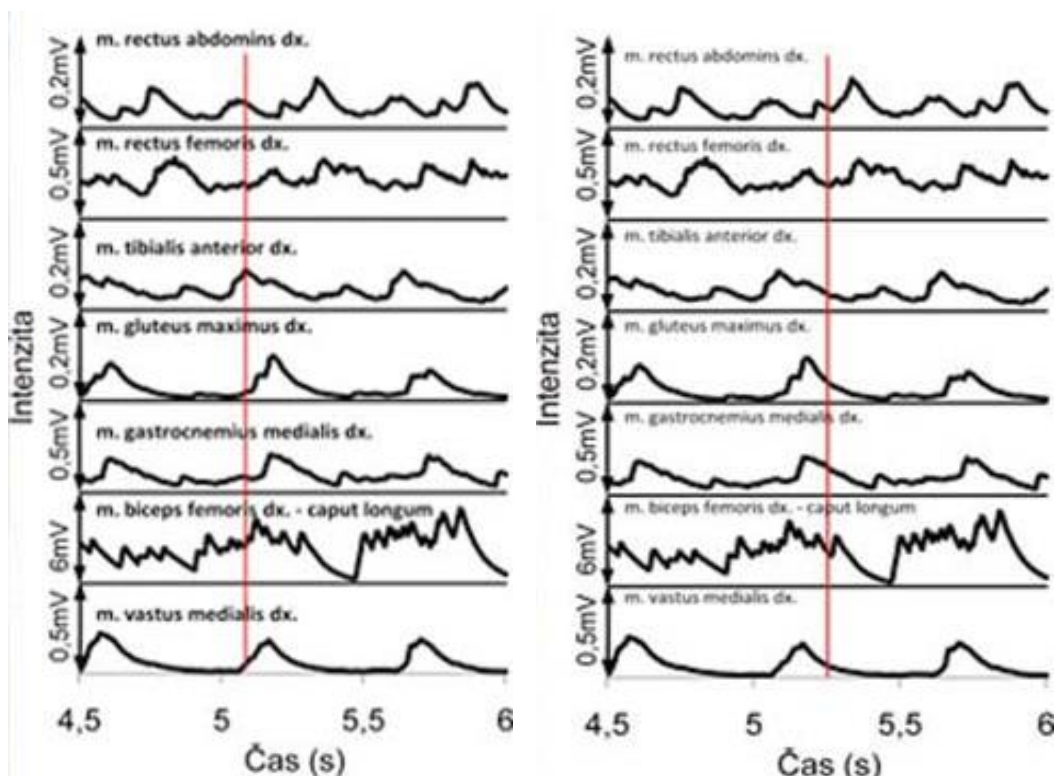 m. rectus abdomins dx.
0,2mV
m. rectus femoris dx.
0,5mV
m. tibialis anterior dx.
0,2mV
m. gluteus maximus dx.
0,2mV
m. gastrocnemius medialis dx.
0,5mV
m. biceps femoris dx. - caput longum
6mV
m. vastus medialis dx.
0,5mV
Intenzita
4,5 5 5,5 6
Čas (s)
m. rectus abdomins dx.
0,2mV
m. rectus femoris dx.
0,5mV
m. tibialis anterior dx.
0,2mV
m. gluteus maximus dx.
0,2mV
m. gastrocnemius medialis dx.
0,5mV
m. biceps femoris dx. - caput longum
6mV
m. vastus medialis dx.
0,5mV
Intenzita
4,5 5 5,5 6
Čas (s)